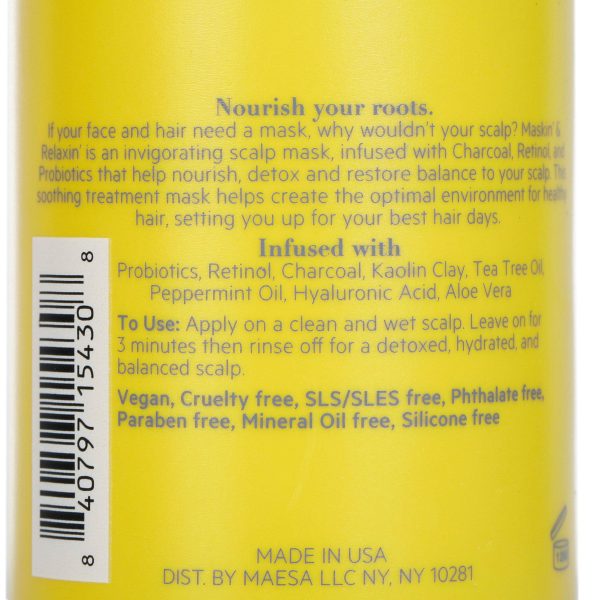 Nourish your roots.
If your face and hair need a mask, why wouldn't your scalp? Maskin' &
Relaxin' is an invigorating scalp mask, infused with Charcoal, Retinol, and
Probiotics that help nourish, detox and restore balance to your scalp. This
soothing treatment mask helps create the optimal environment for healthy
hair, setting you up for your best hair days.
Infused with
Probiotics, Retinol, Charcoal, Kaolin Clay, Tea Tree Oil,
Peppermint Oil, Hyaluronic Acid, Aloe Vera
To Use: Apply on a clean and wet scalp. Leave on for
3 minutes then rinse off for a detoxed, hydrated, and
balanced scalp.
Vegan, Cruelty free, SLS/SLES free, Phthalate free,
Paraben free, Mineral Oil free, Silicone free
8 40797 15430 8
MADE IN USA
DIST. BY MAESA LLC NY, NY 10281